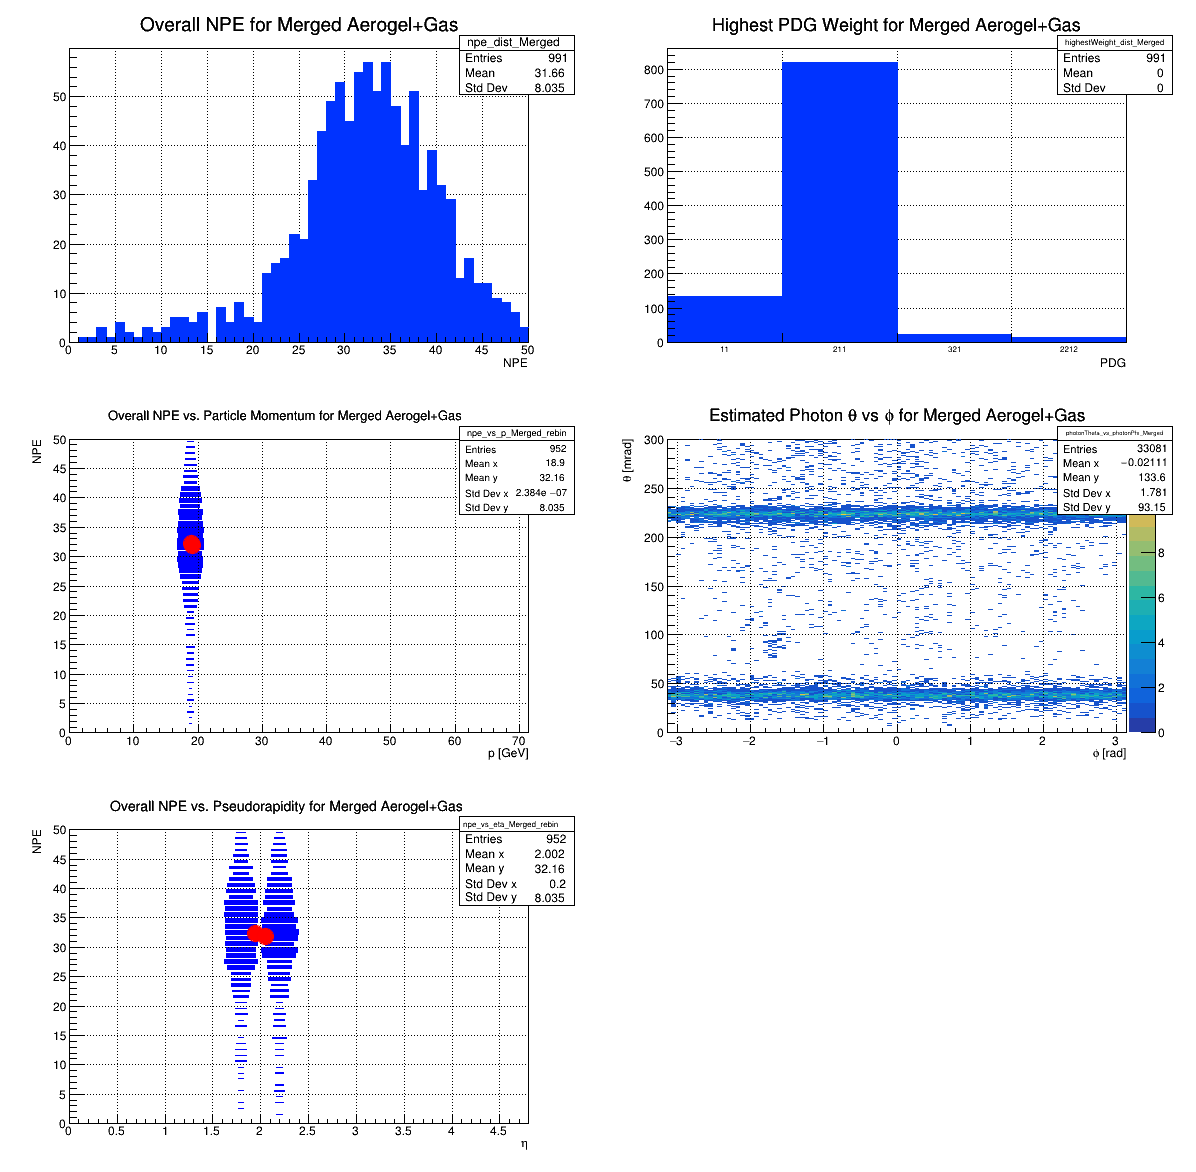 Overall NPE for Merged Aerogel+Gas
npe_dist_Merged
Entries 991
Mean 31.66
Std Dev 8.035
50
40
30
20
10
0
0 5 10 15 20 25 30 35 40 45 50
NPE
Highest PDG Weight for Merged Aerogel+Gas
highestWeight_dist_Merged
Entries 991
Mean 0
Std Dev 0
800
700
600
500
400
300
200
100
0
11 211 321 2212
PDG
Overall NPE vs. Particle Momentum for Merged Aerogel+Gas
npe_vs_p_Merged_rebin
Entries 952
Mean x 18.9
Mean y 32.16
Std Dev x 2.384e −07
Std Dev y 8.035
NPE
50
45
40
35
30
25
20
15
10
5
0
0 10 20 30 40 50 60 70
p [GeV]
Estimated Photon θ vs ϕ for Merged Aerogel+Gas
photonTheta_vs_photonPhi_Merged
Entries 33081
Mean x −0.02111
Mean y 133.6
Std Dev x 1.781
Std Dev y 93.15
θ [mrad]
300
250
200
150
100
50
0
−3 −2 −1 0 1 2 3
ϕ [rad]
8
6
4
2
0
Overall NPE vs. Pseudorapidity for Merged Aerogel+Gas
npe_vs_eta_Merged_rebin
Entries 952
Mean x 2.002
Mean y 32.16
Std Dev x 0.2
Std Dev y 8.035
NPE
50
45
40
35
30
25
20
15
10
5
0
0 0.5 1 1.5 2 2.5 3 3.5 4 4.5
η